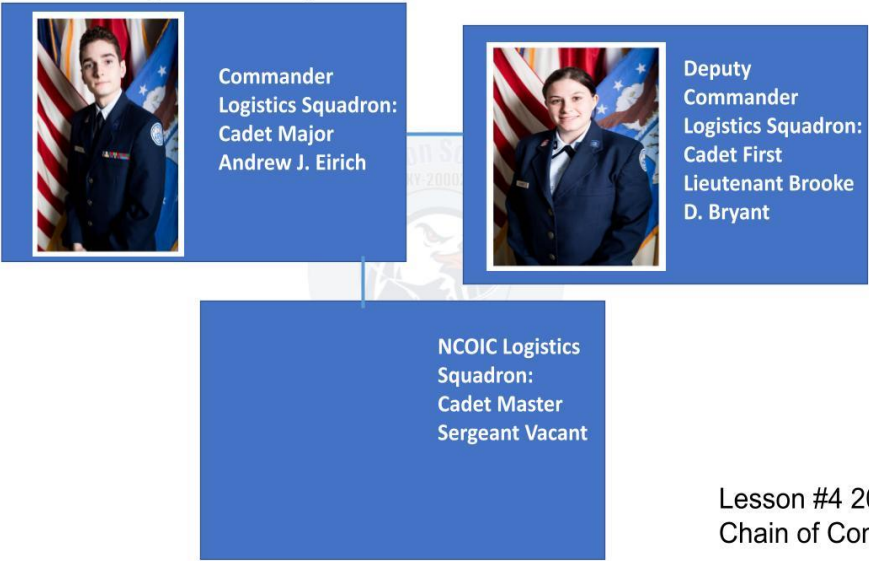 Commander
Logistics Squadron:
Cadet Major
Andrew J. Eirich
Deputy
Commander
Logistics Squadron:
Cadet First
Lieutenant Brooke
D. Bryant
NCOIC Logistics
Squadron:
Cadet Master
Sergeant Vacant
Lesson #4
Chain of